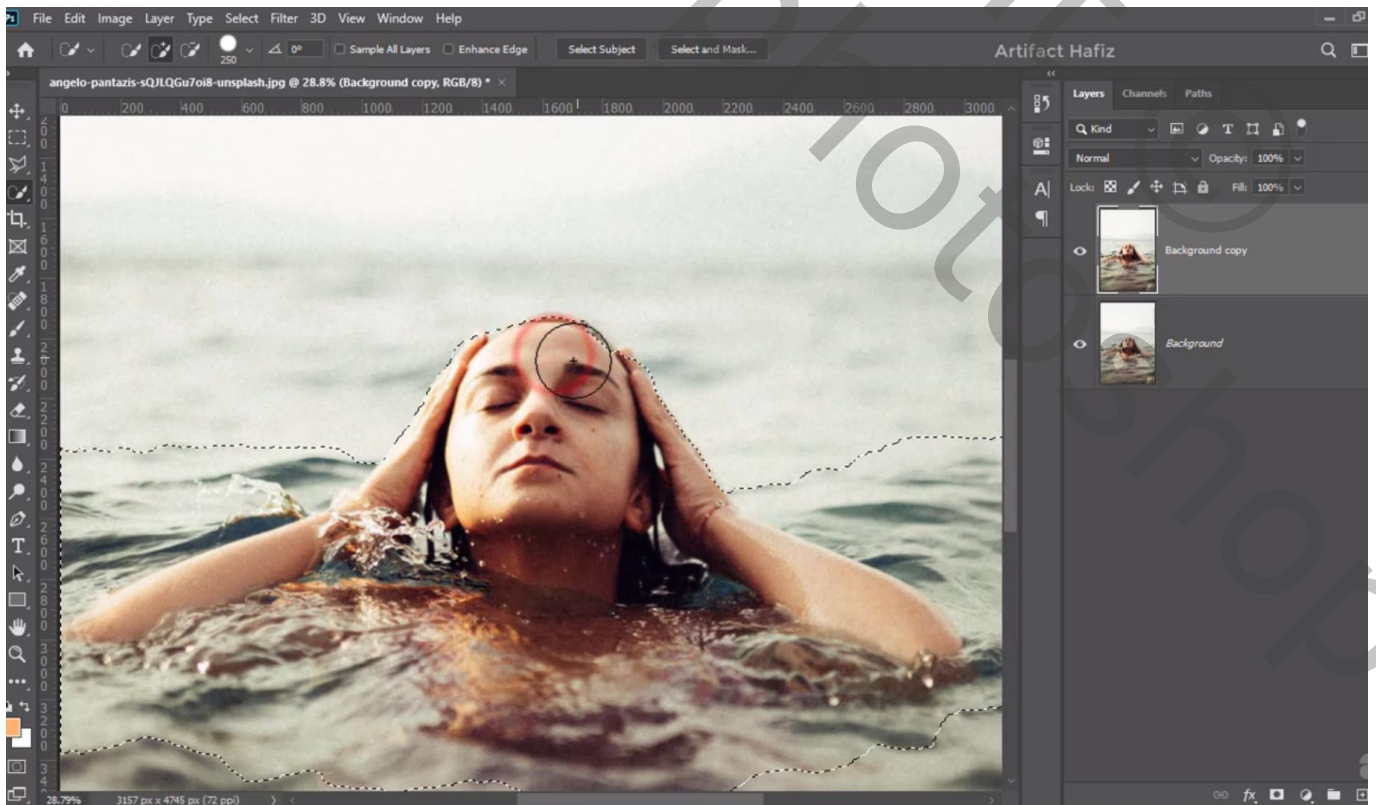 Ps File Edit Image Layer Type Select Filter 3D View Window Help
250 0° Sample All Layers Enhance Edge Select Subject Select and Mask... Artifact Hafiz
angelo-pantazis-sQJLQGu7oi8-unsplash.jpg @ 28.8% (Background copy, RGB/8) * ×
0 200 400 600 800 1000 1200 1400 1600 1800 2000 2200 2400 2600 2800 3000
Layers Channels Paths
Kind
Normal Opacity: 100%
Lock: Fill: 100%
Background copy
Background
28.79% 3157 px x 4745 px (72 ppi)
photoshop
©